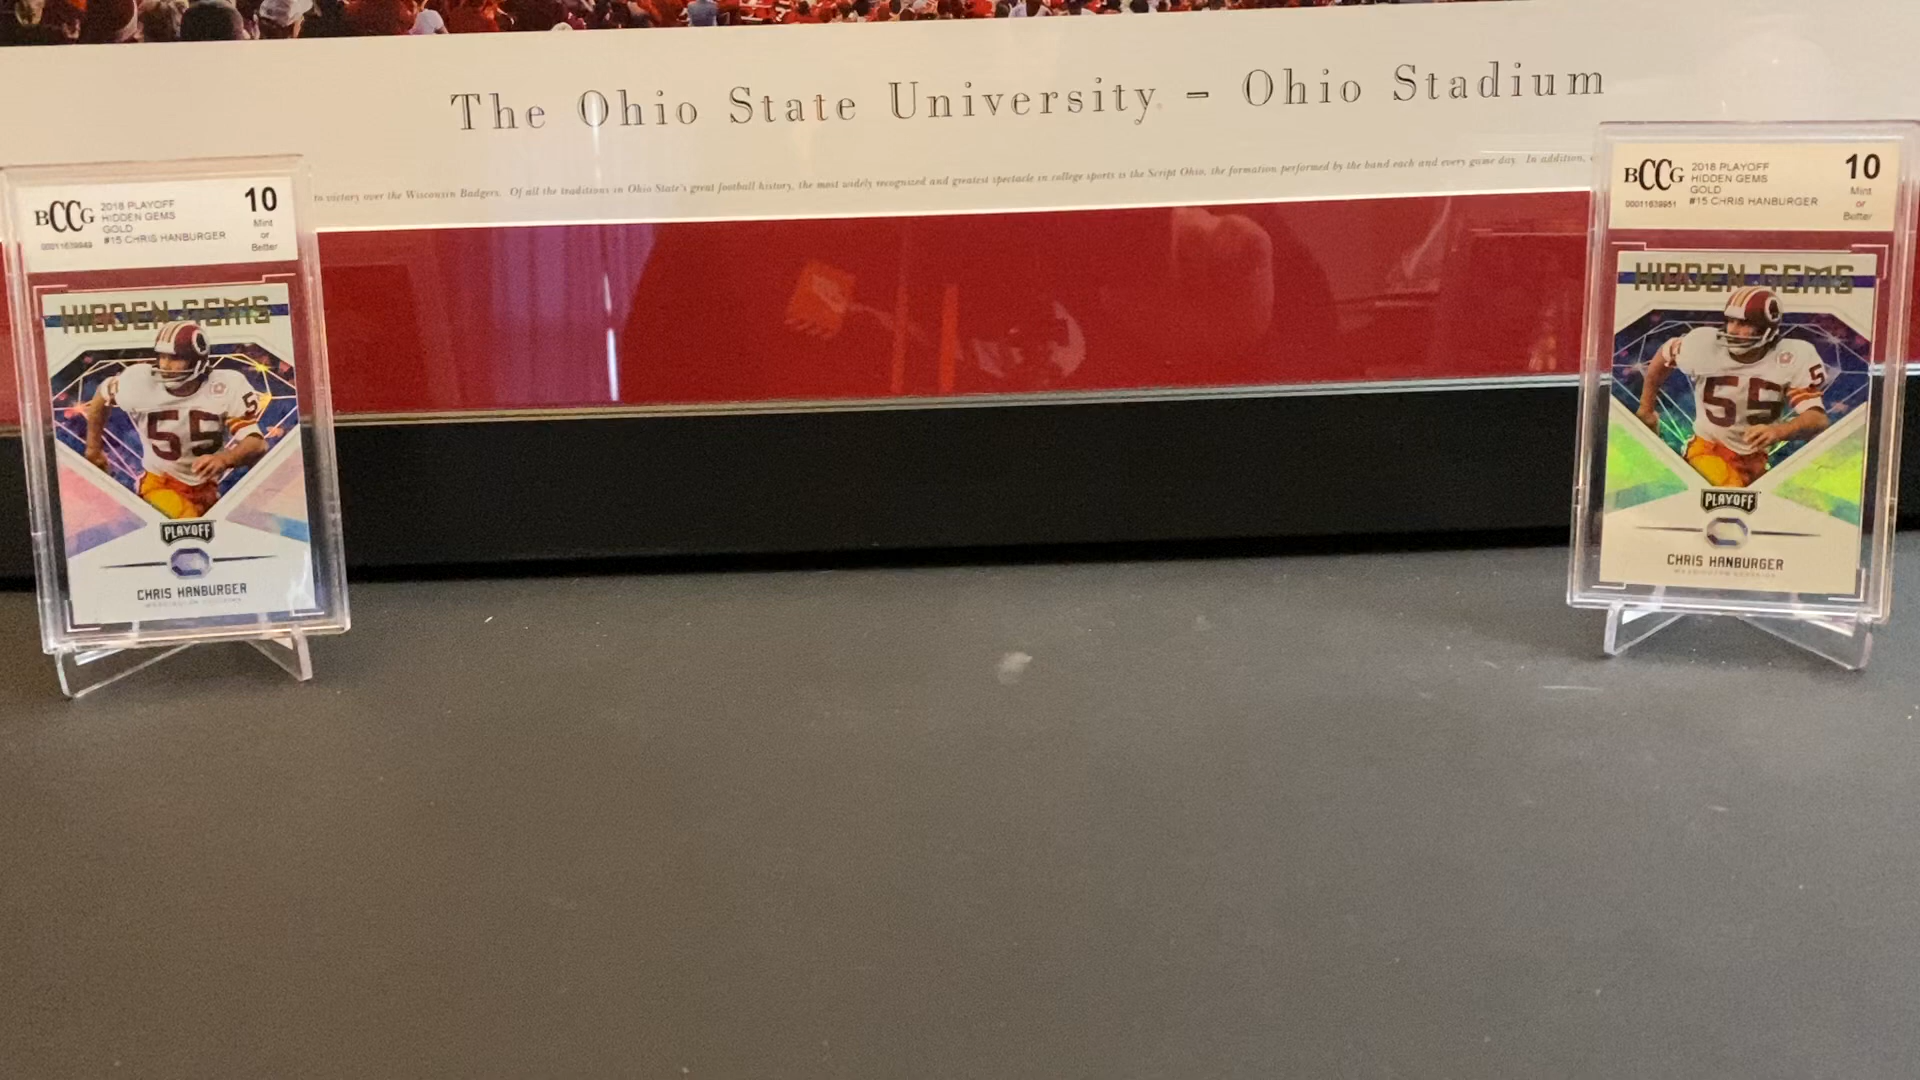 The Ohio State University - Ohio Stadium
to victory over the Wisconsin Badgers. Of all the traditions in Ohio State's great football history, the most widely recognized and greatest spectacle in college sports is the Script Ohio, the formation performed by the band each and every game day. In addition,
BCCG
2018 PLAYOFF
HIDDEN GEMS
GOLD
#15 CHRIS HANBURGER
10
Mint
or
Better
00011639949
HIDDEN GEMS
55
5
PLAYOFF
CHRIS HANBURGER
BCCG
2018 PLAYOFF
HIDDEN GEMS
GOLD
#15 CHRIS HANBURGER
10
Mint
or
Better
00011639951
HIDDEN GEMS
55
5
PLAYOFF
CHRIS HANBURGER